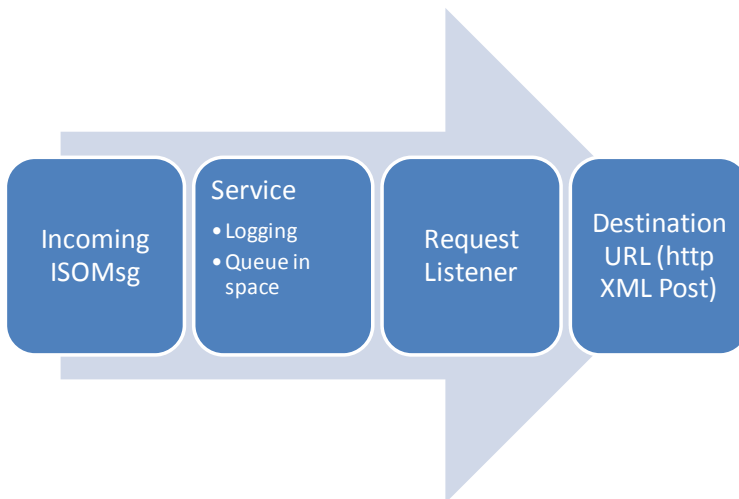 Incoming
ISOMsg
Service
• Logging
• Queue in
space
Request
Listener
Destination
URL (http
XML Post)